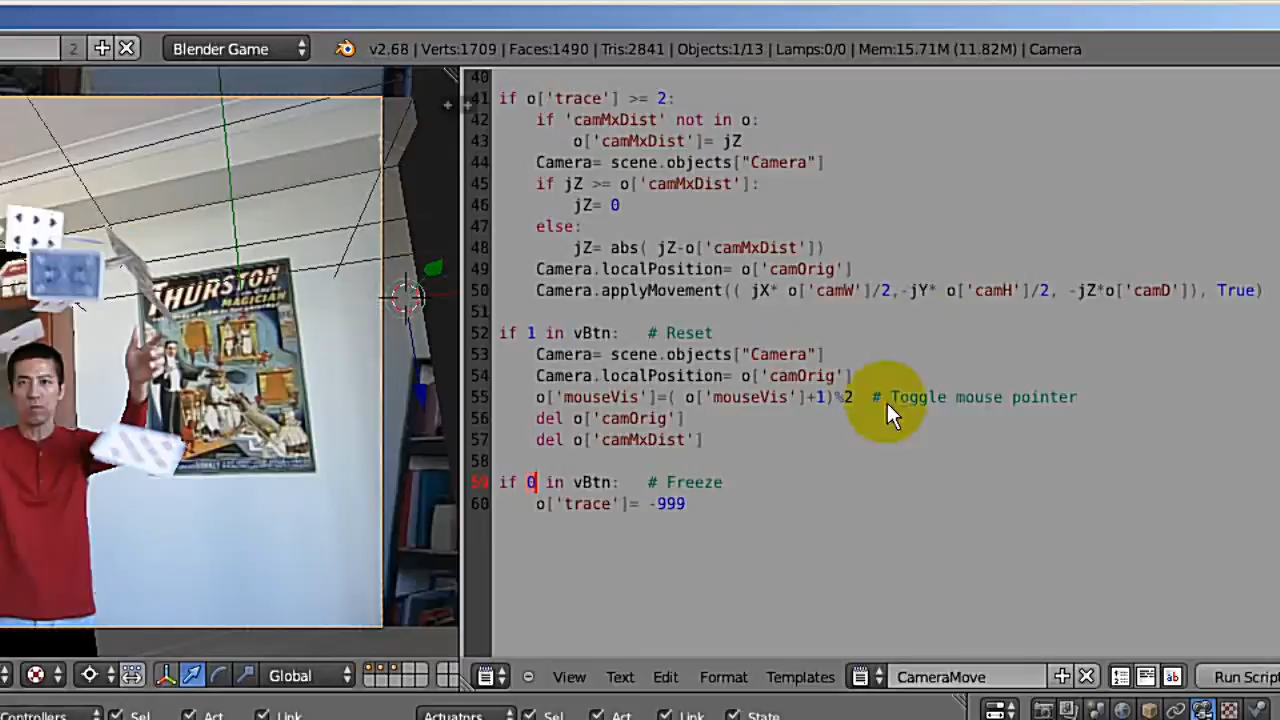 2 Blender Game v2.68 | Verts:1709 | Faces:1490 | Tris:2841 | Objects:1/13 | Lamps:0/0 | Mem:15.71M (11.82M) | Camera
40
41 if o['trace'] >= 2:
42 if 'camMxDist' not in o:
43 o['camMxDist']= jZ
44 Camera= scene.objects["Camera"]
45 if jZ >= o['camMxDist']:
46 jZ= 0
47 else:
48 jZ= abs( jZ-o['camMxDist'])
49 Camera.localPosition= o['camOrig']
50 Camera.applyMovement(( jX* o['camW']/2,-jY* o['camH']/2, -jZ*o['camD']), True)
51
52 if 1 in vBtn: # Reset
53 Camera= scene.objects["Camera"]
54 Camera.localPosition= o['camOrig']
55 o['mouseVis']=( o['mouseVis']+1)%2 # Toggle mouse pointer
56 del o['camOrig']
57 del o['camMxDist']
58
59 if 0 in vBtn: # Freeze
60 o['trace']= -999
THURSTON
MAGICIAN
Global
View Text Edit Format Templates CameraMove Run Scrip
Controllers Sel Act Link Actuators Sel Act Link State